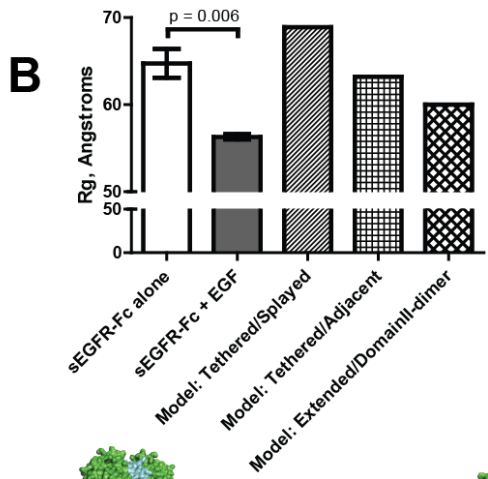 B
p = 0.006
Rg, Angstroms
70
60
50
50
0
sEGFR-Fc alone
sEGFR-Fc + EGF
Model: Tethered/Splayed
Model: Tethered/Adjacent
Model: Extended/DomainII-dimer